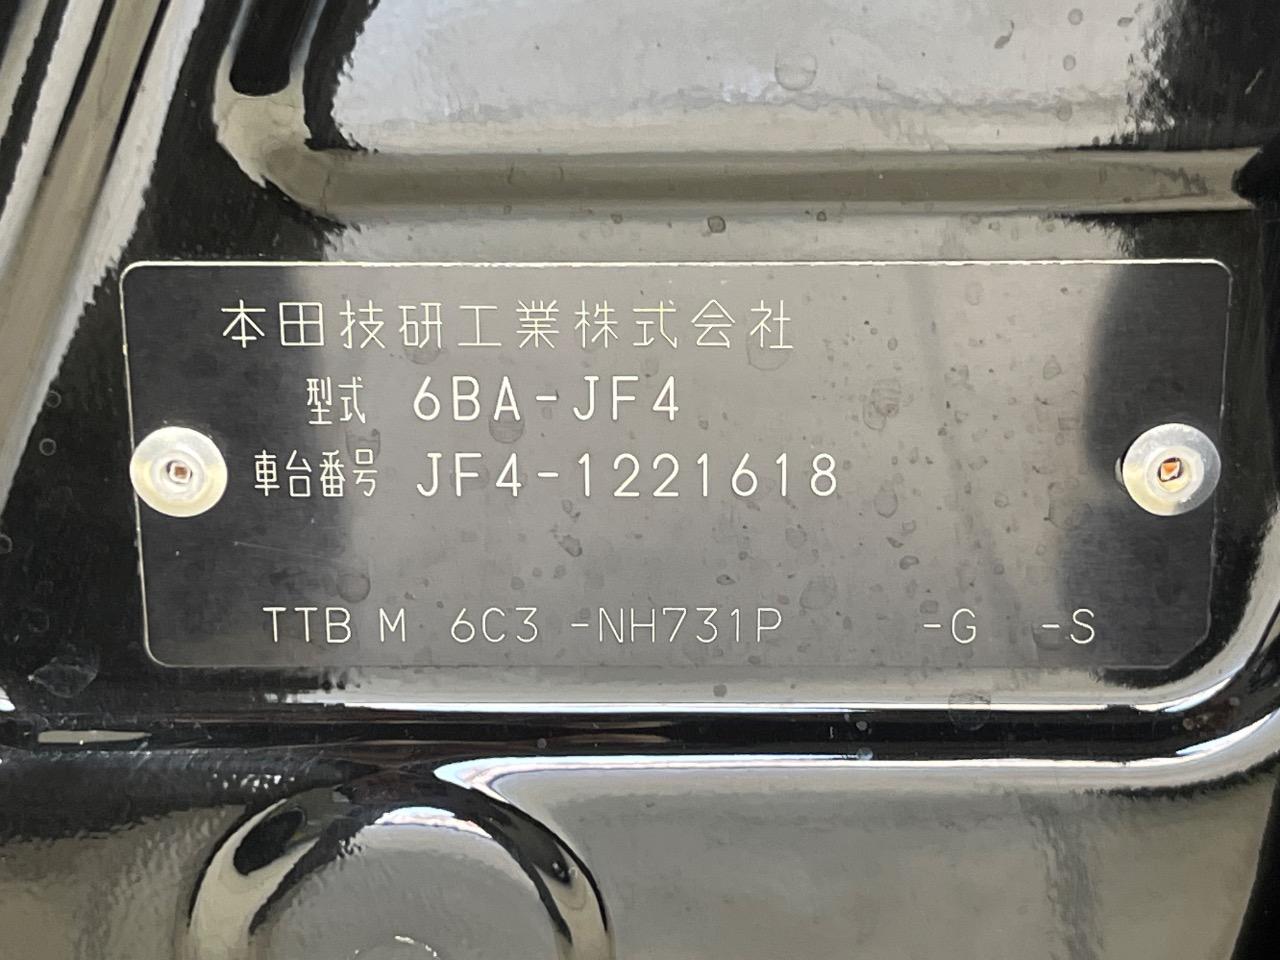 本田技研工業株式会社
型式 6BA-JF4
車台番号 JF4-1221618
TTB M 6C3 -NH731P -G -S